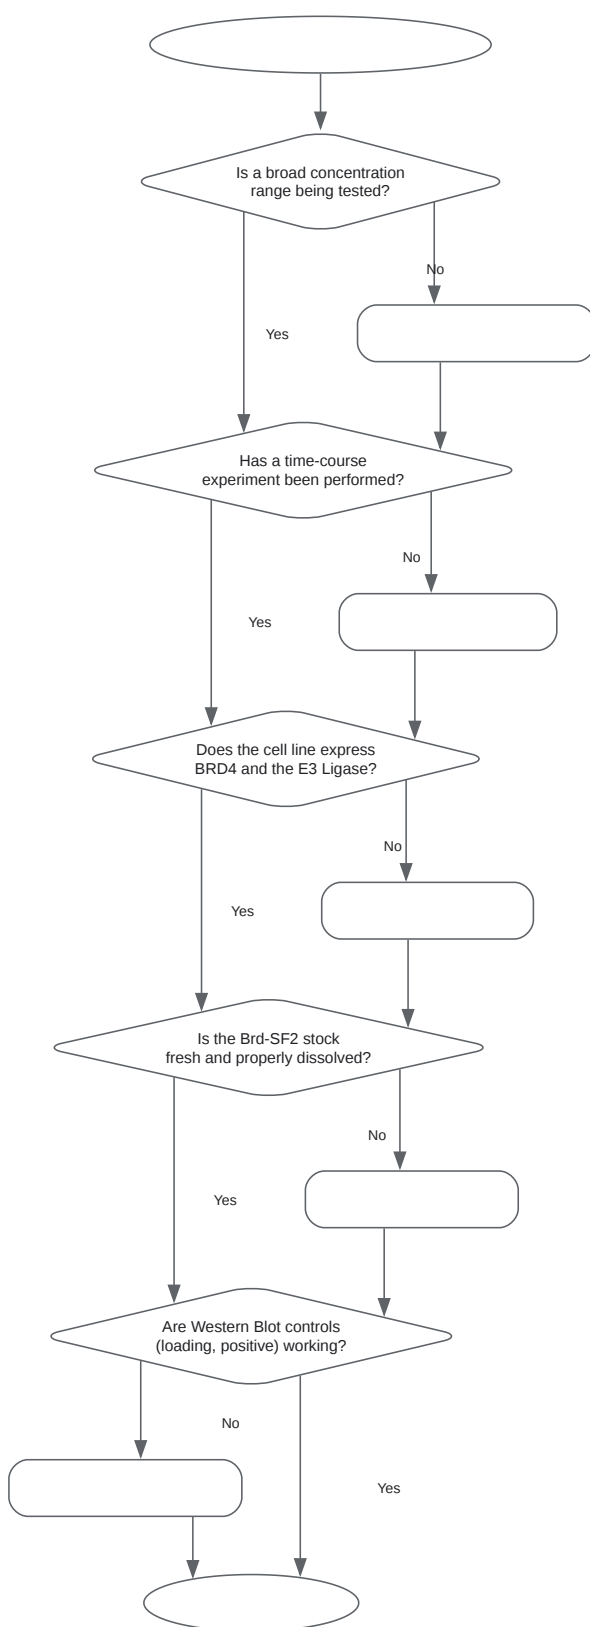 Is a broad concentration
range being tested?
No
Yes
Has a time-course
experiment been performed?
No
Yes
Does the cell line express
BRD4 and the E3 Ligase?
No
Yes
Is the Brd-SF2 stock
fresh and properly dissolved?
No
Yes
Are Western Blot controls
(loading, positive) working?
No
Yes